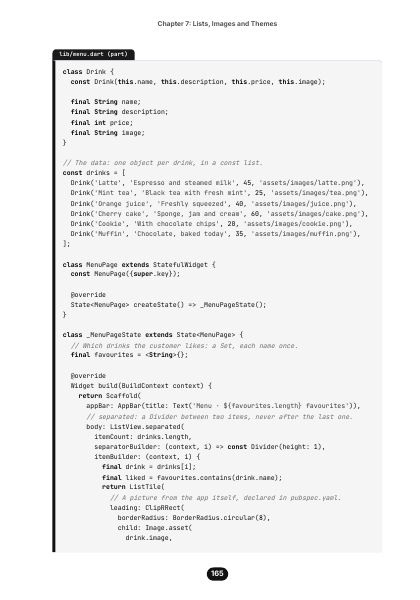 Chapter 7: Lists, Images and Themes
lib/menu.dart (part)
class Drink {
  const Drink(this.name, this.description, this.price, this.image);

  final String name;
  final String description;
  final int price;
  final String image;
}

// The data: one object per drink, in a const list.
const drinks = [
  Drink('Latte', 'Espresso and steamed milk', 45, 'assets/images/latte.png'),
  Drink('Mint tea', 'Black tea with fresh mint', 25, 'assets/images/tea.png'),
  Drink('Orange juice', 'Freshly squeezed', 40, 'assets/images/juice.png'),
  Drink('Cherry cake', 'Sponge, jam and cream', 60, 'assets/images/cake.png'),
  Drink('Cookie', 'With chocolate chips', 20, 'assets/images/cookie.png'),
  Drink('Muffin', 'Chocolate, baked today', 35, 'assets/images/muffin.png'),
];

class MenuPage extends StatefulWidget {
  const MenuPage({super.key});

  @override
  State<MenuPage> createState() => _MenuPageState();
}

class _MenuPageState extends State<MenuPage> {
  // Which drinks the customer likes: a Set, each name once.
  final favourites = <String>{};

  @override
  Widget build(BuildContext context) {
    return Scaffold(
      appBar: AppBar(title: Text('Menu · ${favourites.length} favourites')),
      // separated: a Divider between two items, never after the last one.
      body: ListView.separated(
        itemCount: drinks.length,
        separatorBuilder: (context, i) => const Divider(height: 1),
        itemBuilder: (context, i) {
          final drink = drinks[i];
          final liked = favourites.contains(drink.name);
          return ListTile(
            // A picture from the app itself, declared in pubspec.yaml.
            leading: ClipRRect(
              borderRadius: BorderRadius.circular(8),
              child: Image.asset(
                drink.image,
165